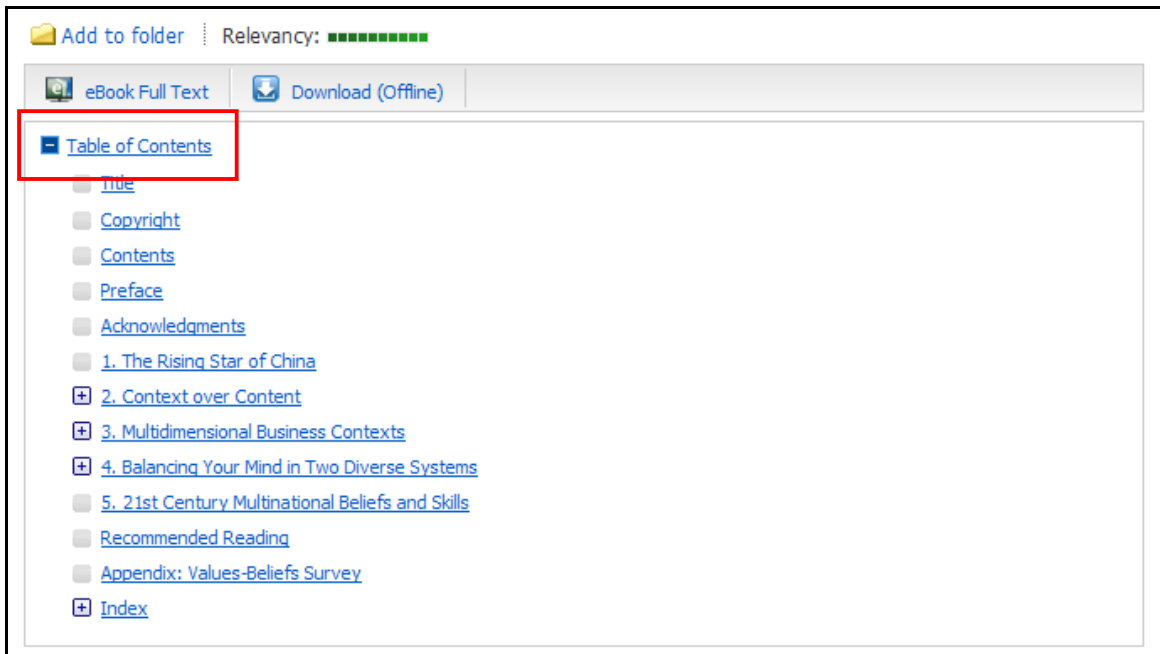 Add to folder Relevancy:
eBook Full Text Download (Offline)
Table of Contents
Title
Copyright
Contents
Preface
Acknowledgments
1. The Rising Star of China
2. Context over Content
3. Multidimensional Business Contexts
4. Balancing Your Mind in Two Diverse Systems
5. 21st Century Multinational Beliefs and Skills
Recommended Reading
Appendix: Values-Beliefs Survey
Index